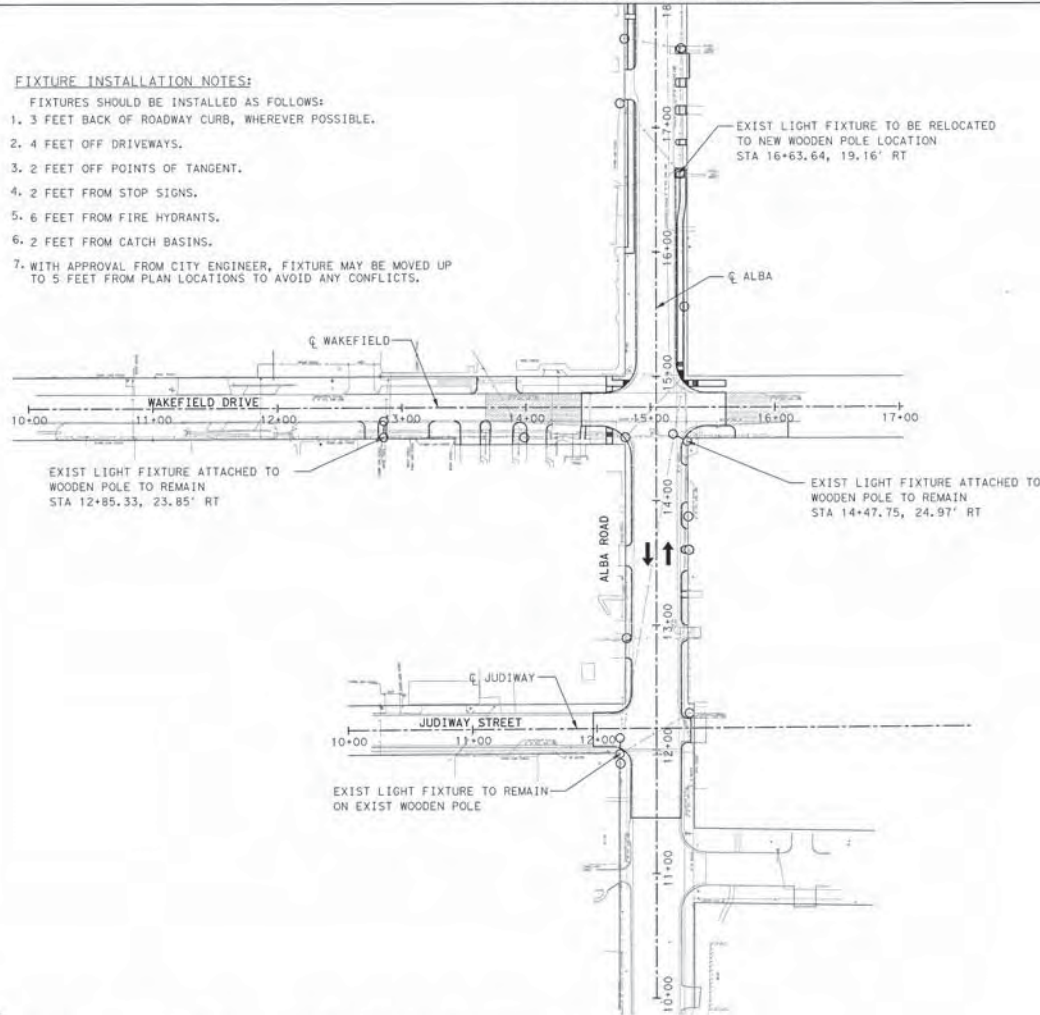 FIXTURE INSTALLATION NOTES:
FIXTURES SHOULD BE INSTALLED AS FOLLOWS:
1. 3 FEET BACK OF ROADWAY CURB, WHEREVER POSSIBLE.
2. 4 FEET OFF DRIVEWAYS.
3. 2 FEET OFF POINTS OF TANGENT.
4. 2 FEET FROM STOP SIGNS.
5. 6 FEET FROM FIRE HYDRANTS.
6. 2 FEET FROM CATCH BASINS.
7. WITH APPROVAL FROM CITY ENGINEER, FIXTURE MAY BE MOVED UP
TO 5 FEET FROM PLAN LOCATIONS TO AVOID ANY CONFLICTS.
18+00
17+00
EXIST LIGHT FIXTURE TO BE RELOCATED
TO NEW WOODEN POLE LOCATION
STA 16+63.64, 19.16' RT
16+00
℄ ALBA
15+00
℄ WAKEFIELD
WAKEFIELD DRIVE
10+00
11+00
12+00
13+00
14+00
15+00
16+00
17+00
EXIST LIGHT FIXTURE ATTACHED TO
WOODEN POLE TO REMAIN
STA 12+85.33, 23.85' RT
EXIST LIGHT FIXTURE ATTACHED TO
WOODEN POLE TO REMAIN
STA 14+47.75, 24.97' RT
14+00
ALBA ROAD
13+00
℄ JUDIWAY
JUDIWAY STREET
10+00
11+00
12+00
12+00
EXIST LIGHT FIXTURE TO REMAIN
ON EXIST WOODEN POLE
11+00
10+00